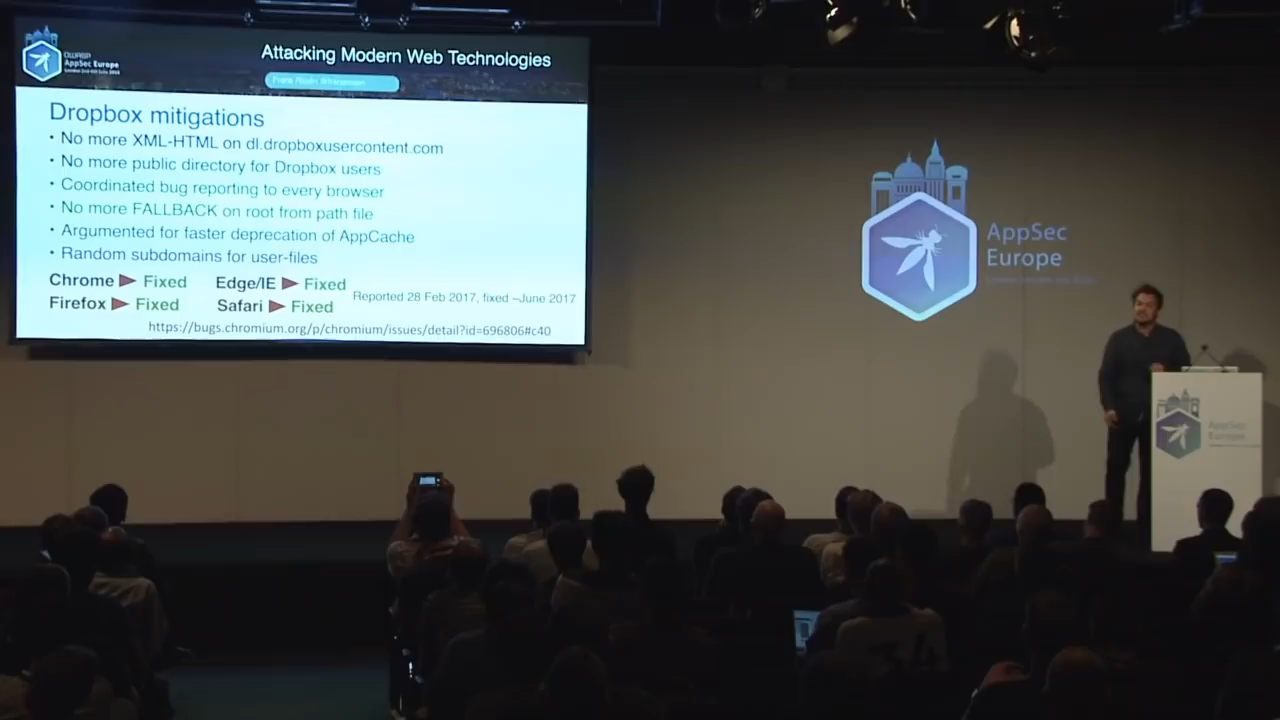 OWASP
AppSec Europe
Attacking Modern Web Technologies
Dropbox mitigations
• No more XML-HTML on dl.dropboxusercontent.com
• No more public directory for Dropbox users
• Coordinated bug reporting to every browser
• No more FALLBACK on root from path file
• Argumented for faster deprecation of AppCache
• Random subdomains for user-files
Chrome ▶ Fixed Edge/IE ▶ Fixed
Firefox ▶ Fixed Safari ▶ Fixed
Reported 28 Feb 2017, fixed ~June 2017
https://bugs.chromium.org/p/chromium/issues/detail?id=696806#c40
AppSec
Europe
AppSec
Europe
34